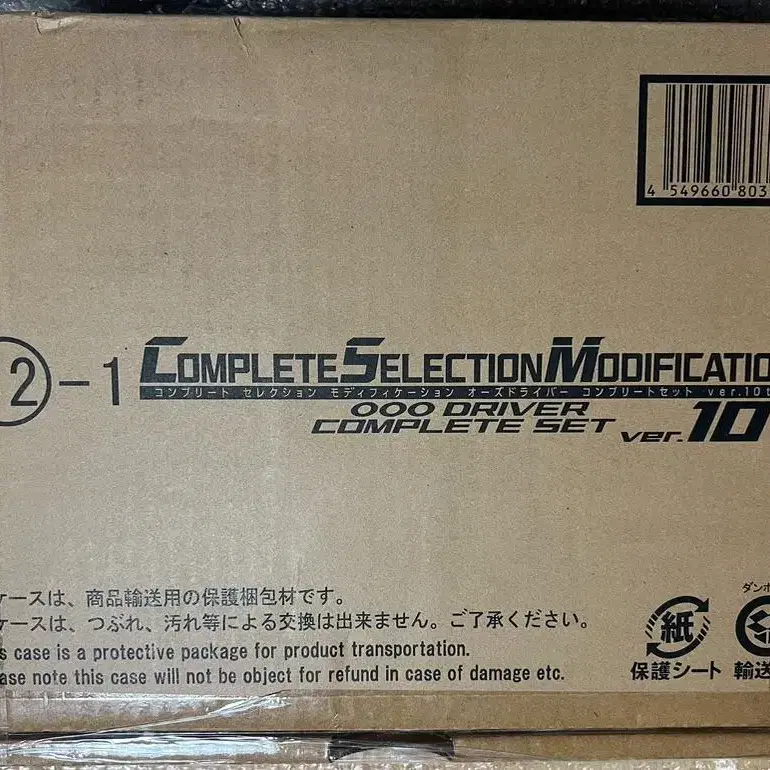 4 549660 803
②-1
COMPLETE SELECTION MODIFICATIO
コンプリート セレクション モディフィケーション オーズドライバー コンプリートセット ver.10t
OOO DRIVER
COMPLETE SET ver.10
ケースは、商品輸送用の保護梱包材です。
ケースは、つぶれ、汚れ等による交換は出来ません。ご了承ください。
s case is a protective package for product transportation.
ase note this case will not be object for refund in case of damage etc.
紙
保護シート
ダンボ
輸送